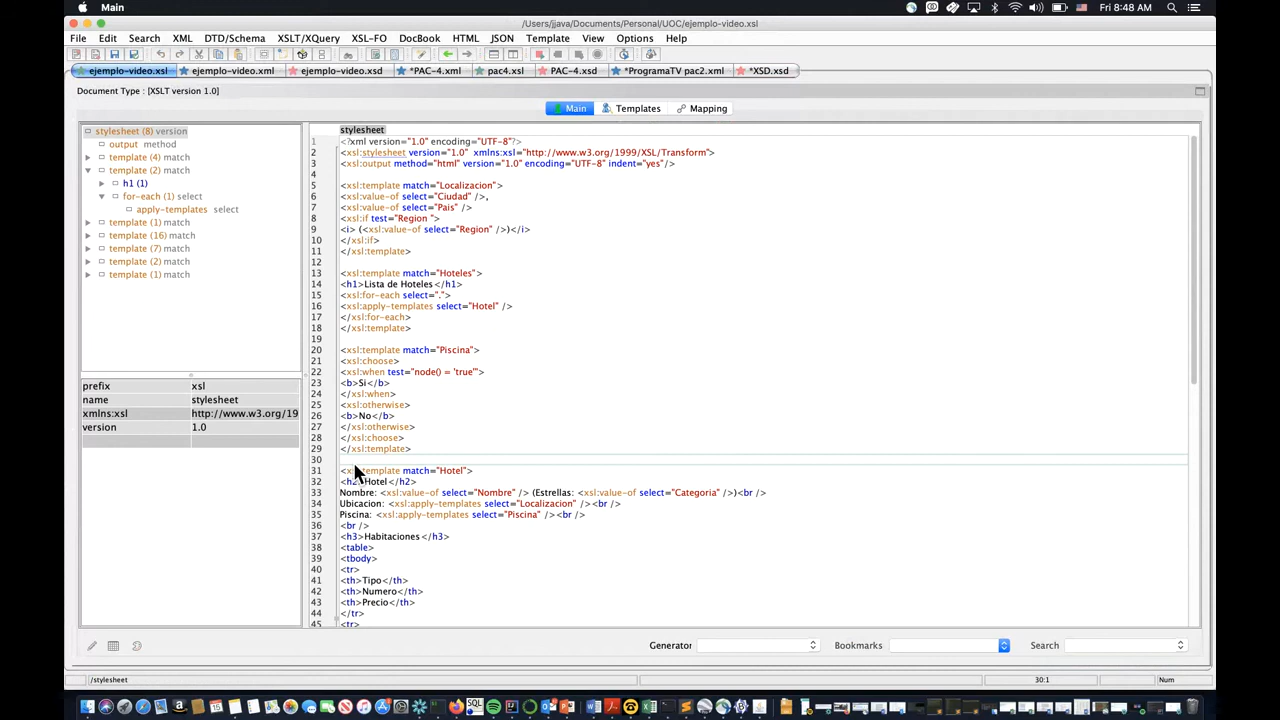 Main
Fri 8:48 AM
/Users/jjava/Documents/Personal/UOC/ejemplo-video.xsl
File Edit Search XML DTD/Schema XSLT/XQuery XSL-FO DocBook HTML JSON Template View Options Help
ejemplo-video.xsl ejemplo-video.xml ejemplo-video.xsd *PAC-4.xml pac4.xsl PAC-4.xsd *ProgramaTV pac2.xml *XSD.xsd
Document Type : [XSLT version 1.0]
Main Templates Mapping
stylesheet (8) version
output method
template (4) match
template (2) match
h1 (1)
for-each (1) select
apply-templates select
template (1) match
template (16) match
template (7) match
template (2) match
template (1) match
prefix xsl
name stylesheet
xmlns:xsl http://www.w3.org/19
version 1.0
stylesheet
1 <?xml version="1.0" encoding="UTF-8"?>
2 <xsl:stylesheet version="1.0" xmlns:xsl="http://www.w3.org/1999/XSL/Transform">
3 <xsl:output method="html" version="1.0" encoding="UTF-8" indent="yes"/>
4
5 <xsl:template match="Localizacion">
6 <xsl:value-of select="Ciudad" />,
7 <xsl:value-of select="Pais" />
8 <xsl:if test="Region ">
9 <i> (<xsl:value-of select="Region" />)</i>
10 </xsl:if>
11 </xsl:template>
12
13 <xsl:template match="Hoteles">
14 <h1>Lista de Hoteles</h1>
15 <xsl:for-each select=".">
16 <xsl:apply-templates select="Hotel" />
17 </xsl:for-each>
18 </xsl:template>
19
20 <xsl:template match="Piscina">
21 <xsl:choose>
22 <xsl:when test="node() = 'true'">
23 <b>Si</b>
24 </xsl:when>
25 <xsl:otherwise>
26 <b>No</b>
27 </xsl:otherwise>
28 </xsl:choose>
29 </xsl:template>
30
31 <xsl:template match="Hotel">
32 <h2>Hotel</h2>
33 Nombre: <xsl:value-of select="Nombre" /> (Estrellas: <xsl:value-of select="Categoria" />)<br />
34 Ubicacion: <xsl:apply-templates select="Localizacion" /><br />
35 Piscina: <xsl:apply-templates select="Piscina" /><br />
36 <br />
37 <h3>Habitaciones</h3>
38 <table>
39 <tbody>
40 <tr>
41 <th>Tipo</th>
42 <th>Numero</th>
43 <th>Precio</th>
44 </tr>
45 <tr>
Generator Bookmarks Search
/stylesheet 30:1 Num